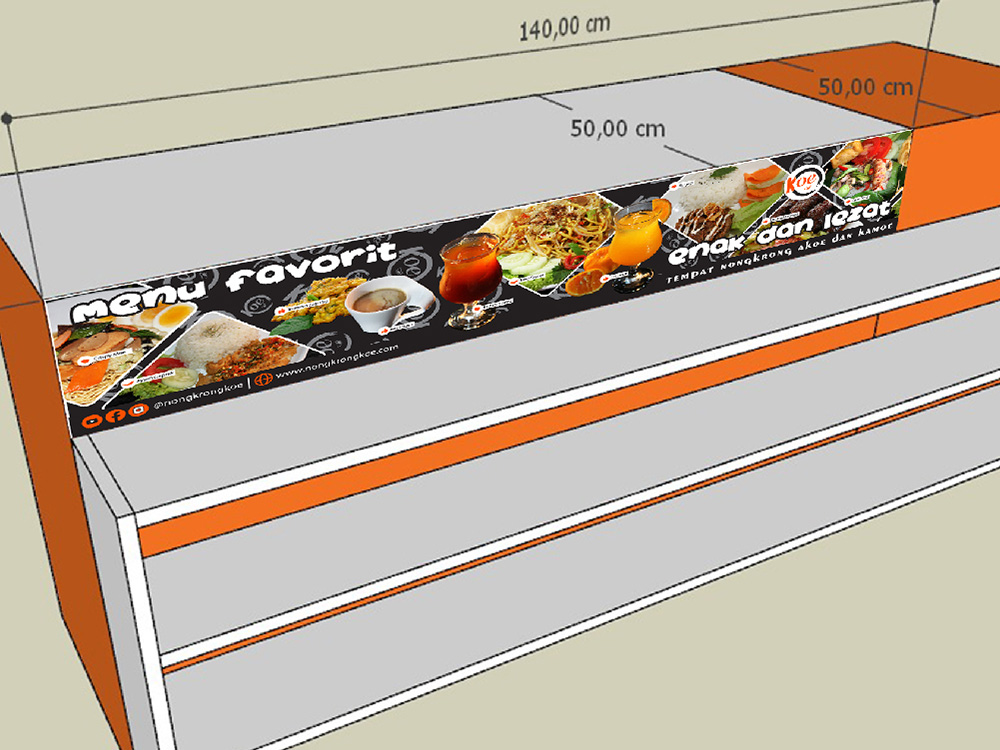 140,00 cm
50,00 cm
50,00 cm
menu favorit
Koe
enak dan lezat
TEMPAT NONGKRONG AKOE DAN KAMOE
@nongkrongkoe | www.nongkrongkoe.com